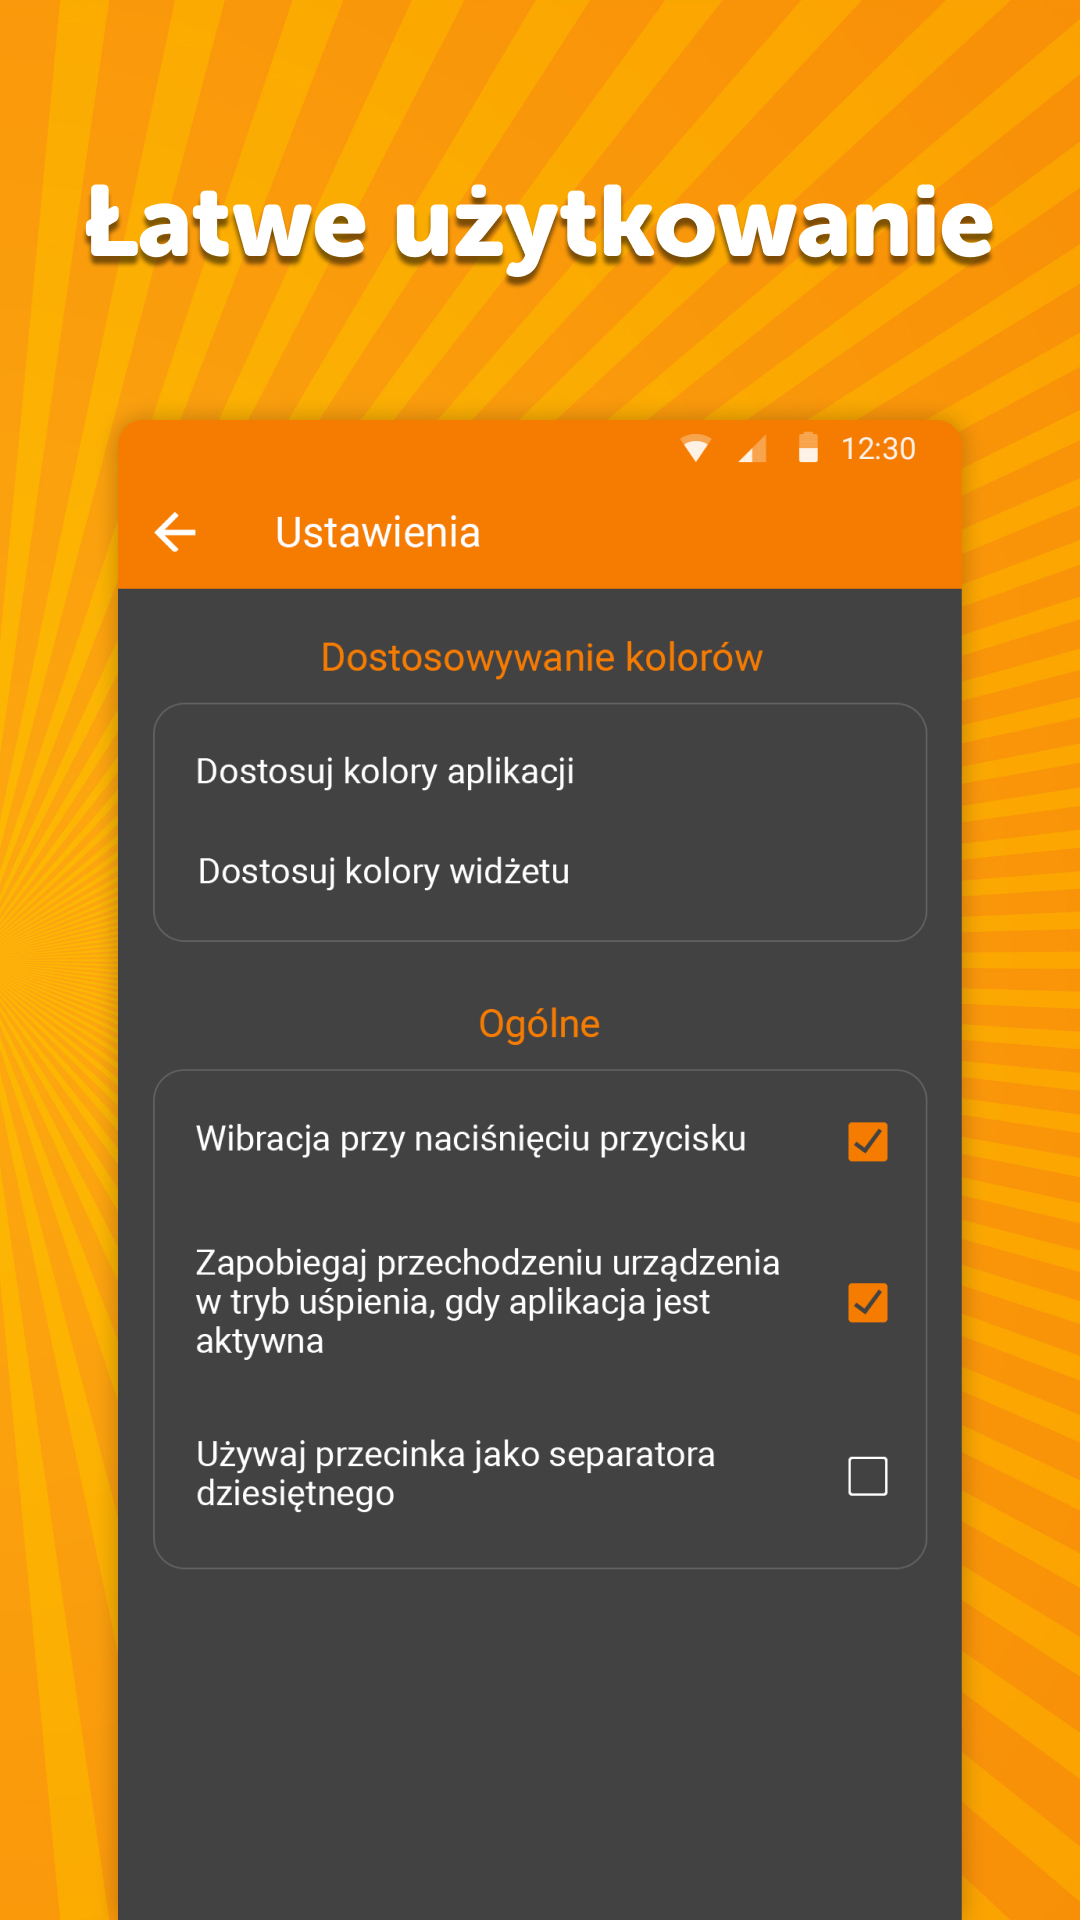 Łatwe użytkowanie
12:30
Ustawienia
Dostosowywanie kolorów
Dostosuj kolory aplikacji
Dostosuj kolory widżetu
Ogólne
Wibracja przy naciśnięciu przycisku
Zapobiegaj przechodzeniu urządzenia
w tryb uśpienia, gdy aplikacja jest
aktywna
Używaj przecinka jako separatora
dziesiętnego